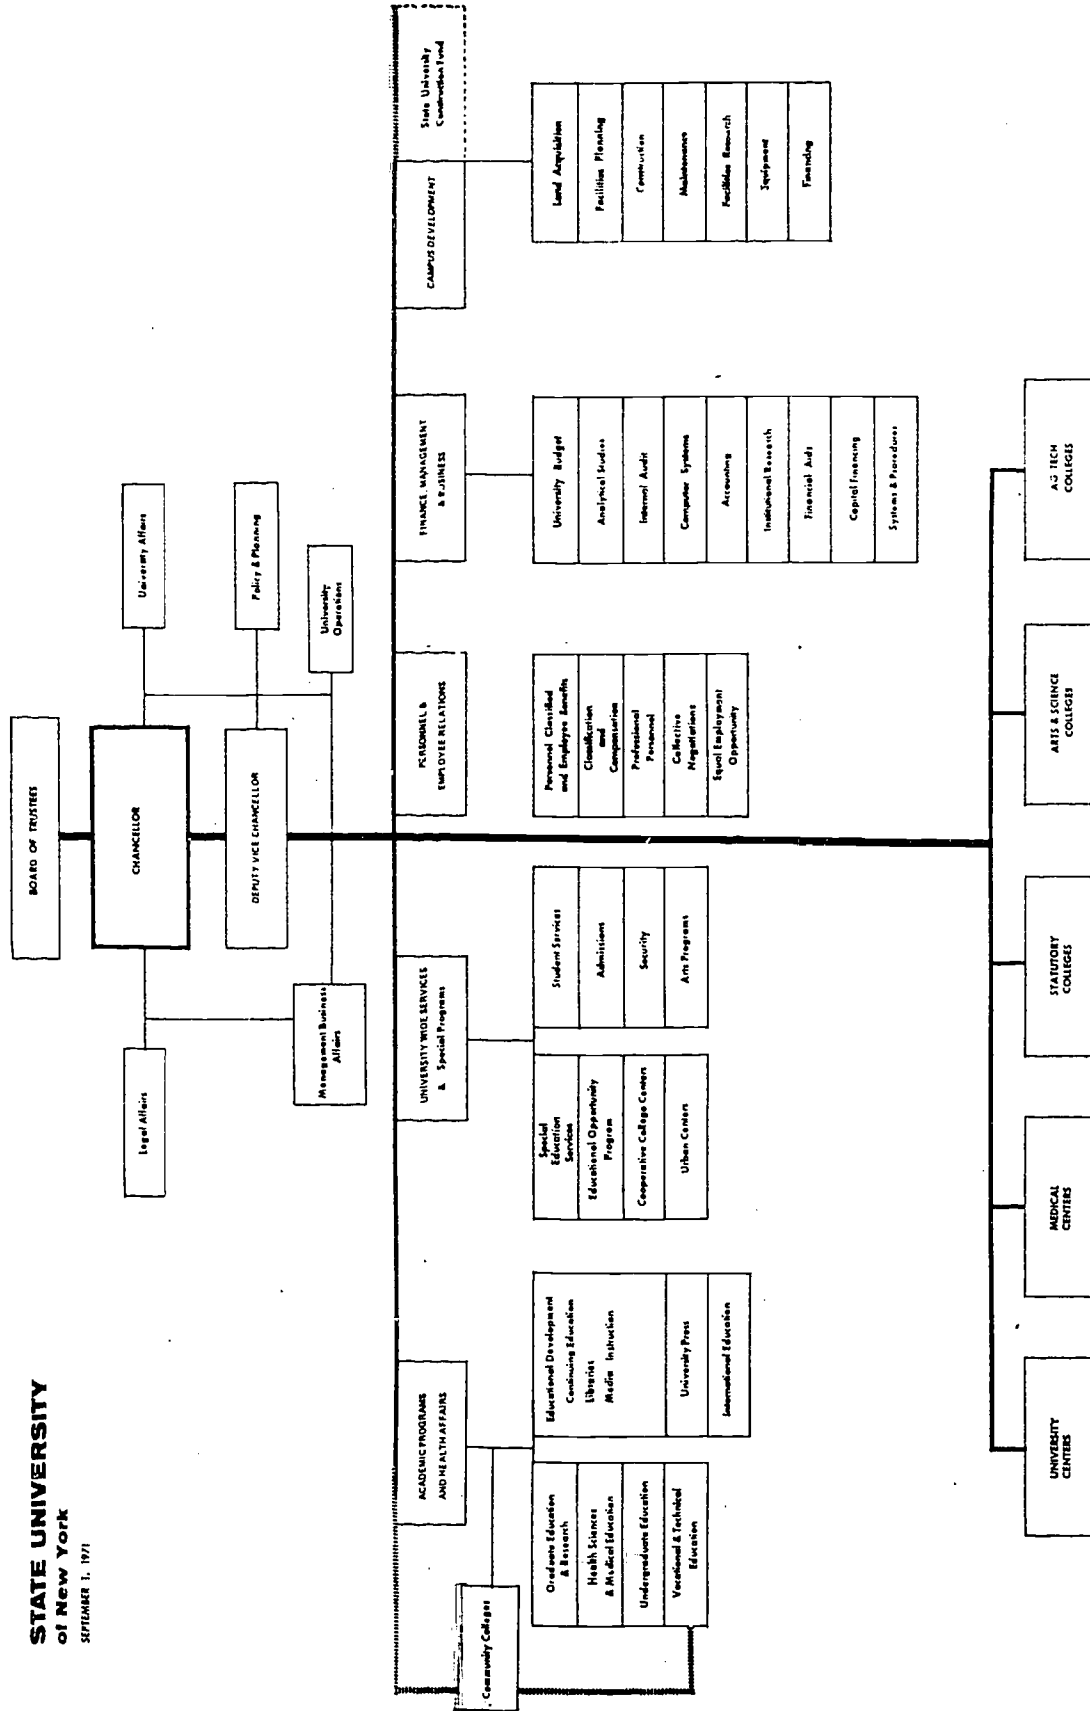 STATE UNIVERSITY
of New York
SEPTEMBER 1, 1971
BOARD OF TRUSTEES
CHANCELLOR
Legal Affairs
University Affairs
DEPUTY VICE CHANCELLOR
Policy & Planning
Management Business
Affairs
University
Operations
ACADEMIC PROGRAMS
AND HEALTH AFFAIRS
UNIVERSITY WIDE SERVICES
& Special Programs
PERSONNEL &
EMPLOYEE RELATIONS
FINANCE, MANAGEMENT
& BUSINESS
CAMPUS DEVELOPMENT
State University
Construction Fund
Community Colleges
Graduate Education
& Research
Health Sciences
& Medical Education
Undergraduate Education
Vocational & Technical
Education
Educational Development
Continuing Education
Libraries
Media Instruction
University Press
International Education
Special
Education
Services
Educational Opportunity
Program
Cooperative College Centers
Urban Centers
Student Services
Admissions
Security
Arts Programs
Personnel Classified
and Employee Benefits
Classification
and
Compensation
Professional
Personnel
Collective
Negotiations
Equal Employment
Opportunity
University Budget
Analytical Studies
Internal Audit
Computer Systems
Accounting
Institutional Research
Financial Aids
Capital Financing
Systems & Procedures
Land Acquisition
Facilities Planning
Construction
Maintenance
Facilities Research
Equipment
Financing
UNIVERSITY
CENTERS
MEDICAL
CENTERS
STATUTORY
COLLEGES
ARTS & SCIENCE
COLLEGES
AG TECH
COLLEGES